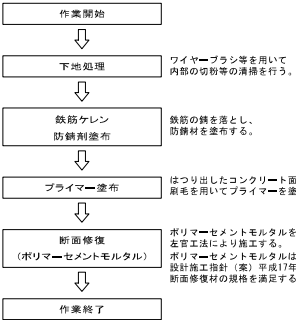 作業開始
下地処理
ワイヤーブラシ等を用いて
内部の切粉等の清掃を行う。
鉄筋ケレン
防錆剤塗布
鉄筋の錆を落とし、
防錆材を塗布する。
プライマー塗布
はつり出したコンクリート面
刷毛を用いてプライマーを塗
断面修復
(ポリマーセメントモルタル)
ポリマーセメントモルタルを
左官工法により施工する。
ポリマーセメントモルタルは
設計施工指針（案）平成17年
断面修復材の規格を満足する
作業終了